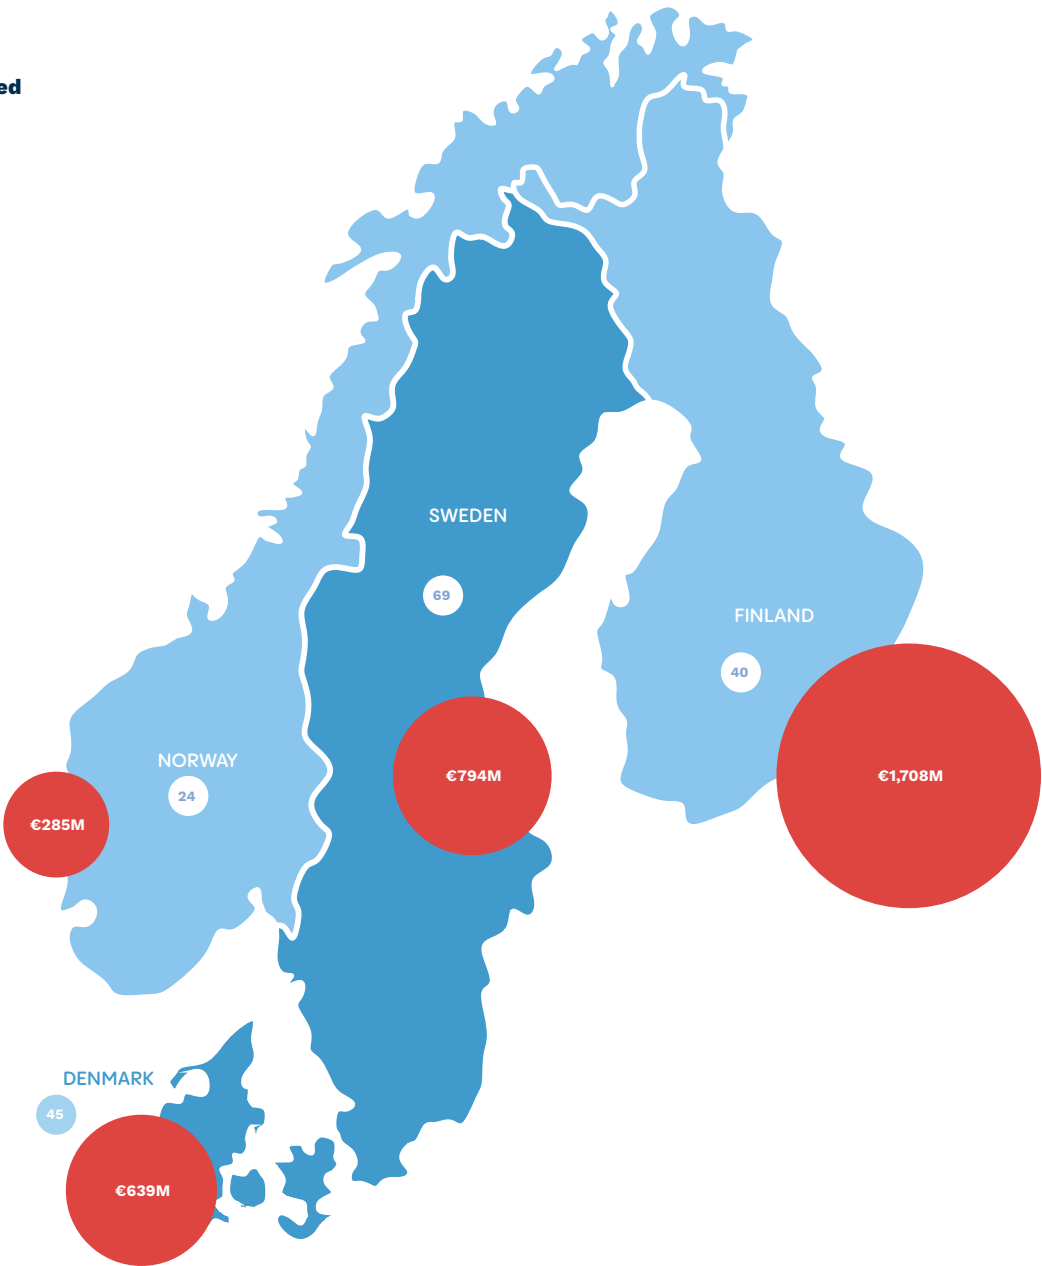 ed
SWEDEN
69
FINLAND
40
NORWAY
24
€794M
€1,708M
€285M
DENMARK
45
€639M